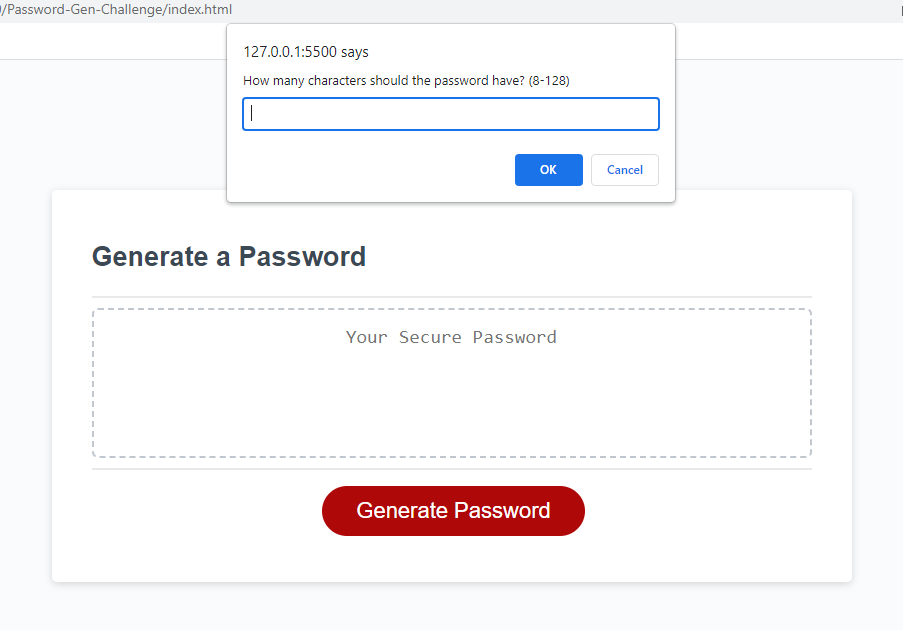 /Password-Gen-Challenge/index.html
127.0.0.1:5500 says
How many characters should the password have? (8-128)
OK Cancel
Generate a Password
Your Secure Password
Generate Password